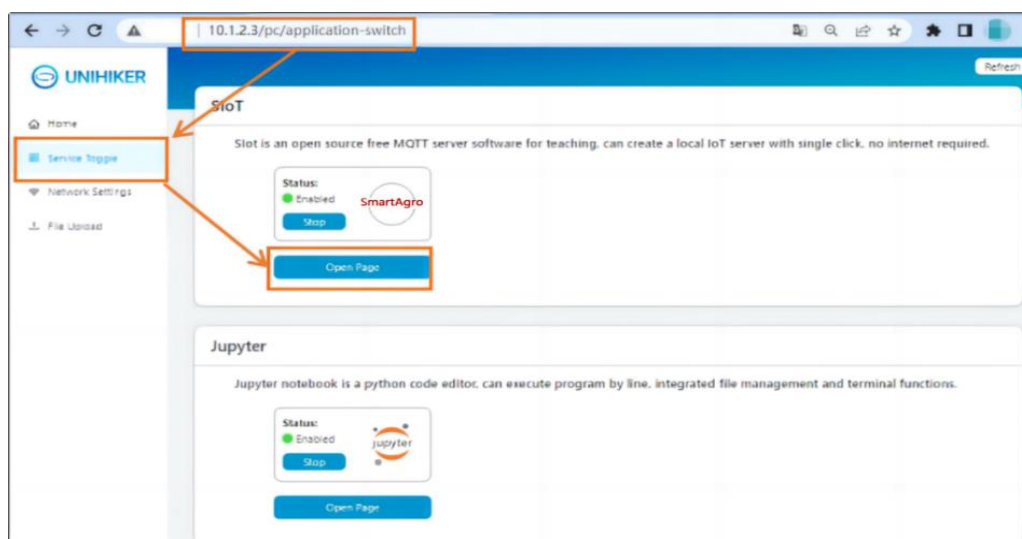 10.1.2.3/pc/application-switch
UNIHIKER
Refresh
Home
Service Toggle
Network Settings
File Upload
SIoT
SIot is an open source free MQTT server software for teaching, can create a local IoT server with single click, no internet required.
Status:
Enabled
SmartAgro
Stop
Open Page
Jupyter
Jupyter notebook is a python code editor, can execute program by line, integrated file management and terminal functions.
Status:
Enabled
jupyter
Stop
Open Page